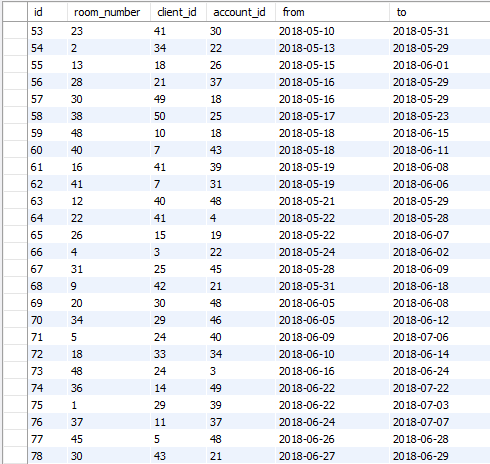 id room_number client_id account_id from to
53 23 41 30 2018-05-10 2018-05-31
54 2 34 22 2018-05-13 2018-05-29
55 13 18 26 2018-05-15 2018-06-01
56 28 21 37 2018-05-16 2018-05-29
57 30 49 18 2018-05-16 2018-05-29
58 38 50 25 2018-05-17 2018-05-23
59 48 10 18 2018-05-18 2018-06-15
60 40 7 43 2018-05-18 2018-06-11
61 16 41 39 2018-05-19 2018-06-08
62 41 7 31 2018-05-19 2018-06-06
63 12 40 48 2018-05-21 2018-05-29
64 22 41 4 2018-05-22 2018-05-28
65 26 15 19 2018-05-22 2018-06-07
66 4 3 22 2018-05-24 2018-06-02
67 31 25 45 2018-05-28 2018-06-09
68 9 42 21 2018-05-31 2018-06-18
69 20 30 48 2018-06-05 2018-06-08
70 34 29 46 2018-06-05 2018-06-12
71 5 24 40 2018-06-09 2018-07-06
72 18 33 34 2018-06-10 2018-06-14
73 48 24 3 2018-06-16 2018-06-24
74 36 14 49 2018-06-22 2018-07-22
75 1 29 39 2018-06-22 2018-07-03
76 37 11 37 2018-06-24 2018-07-07
77 45 5 48 2018-06-26 2018-06-28
78 30 43 21 2018-06-27 2018-06-29